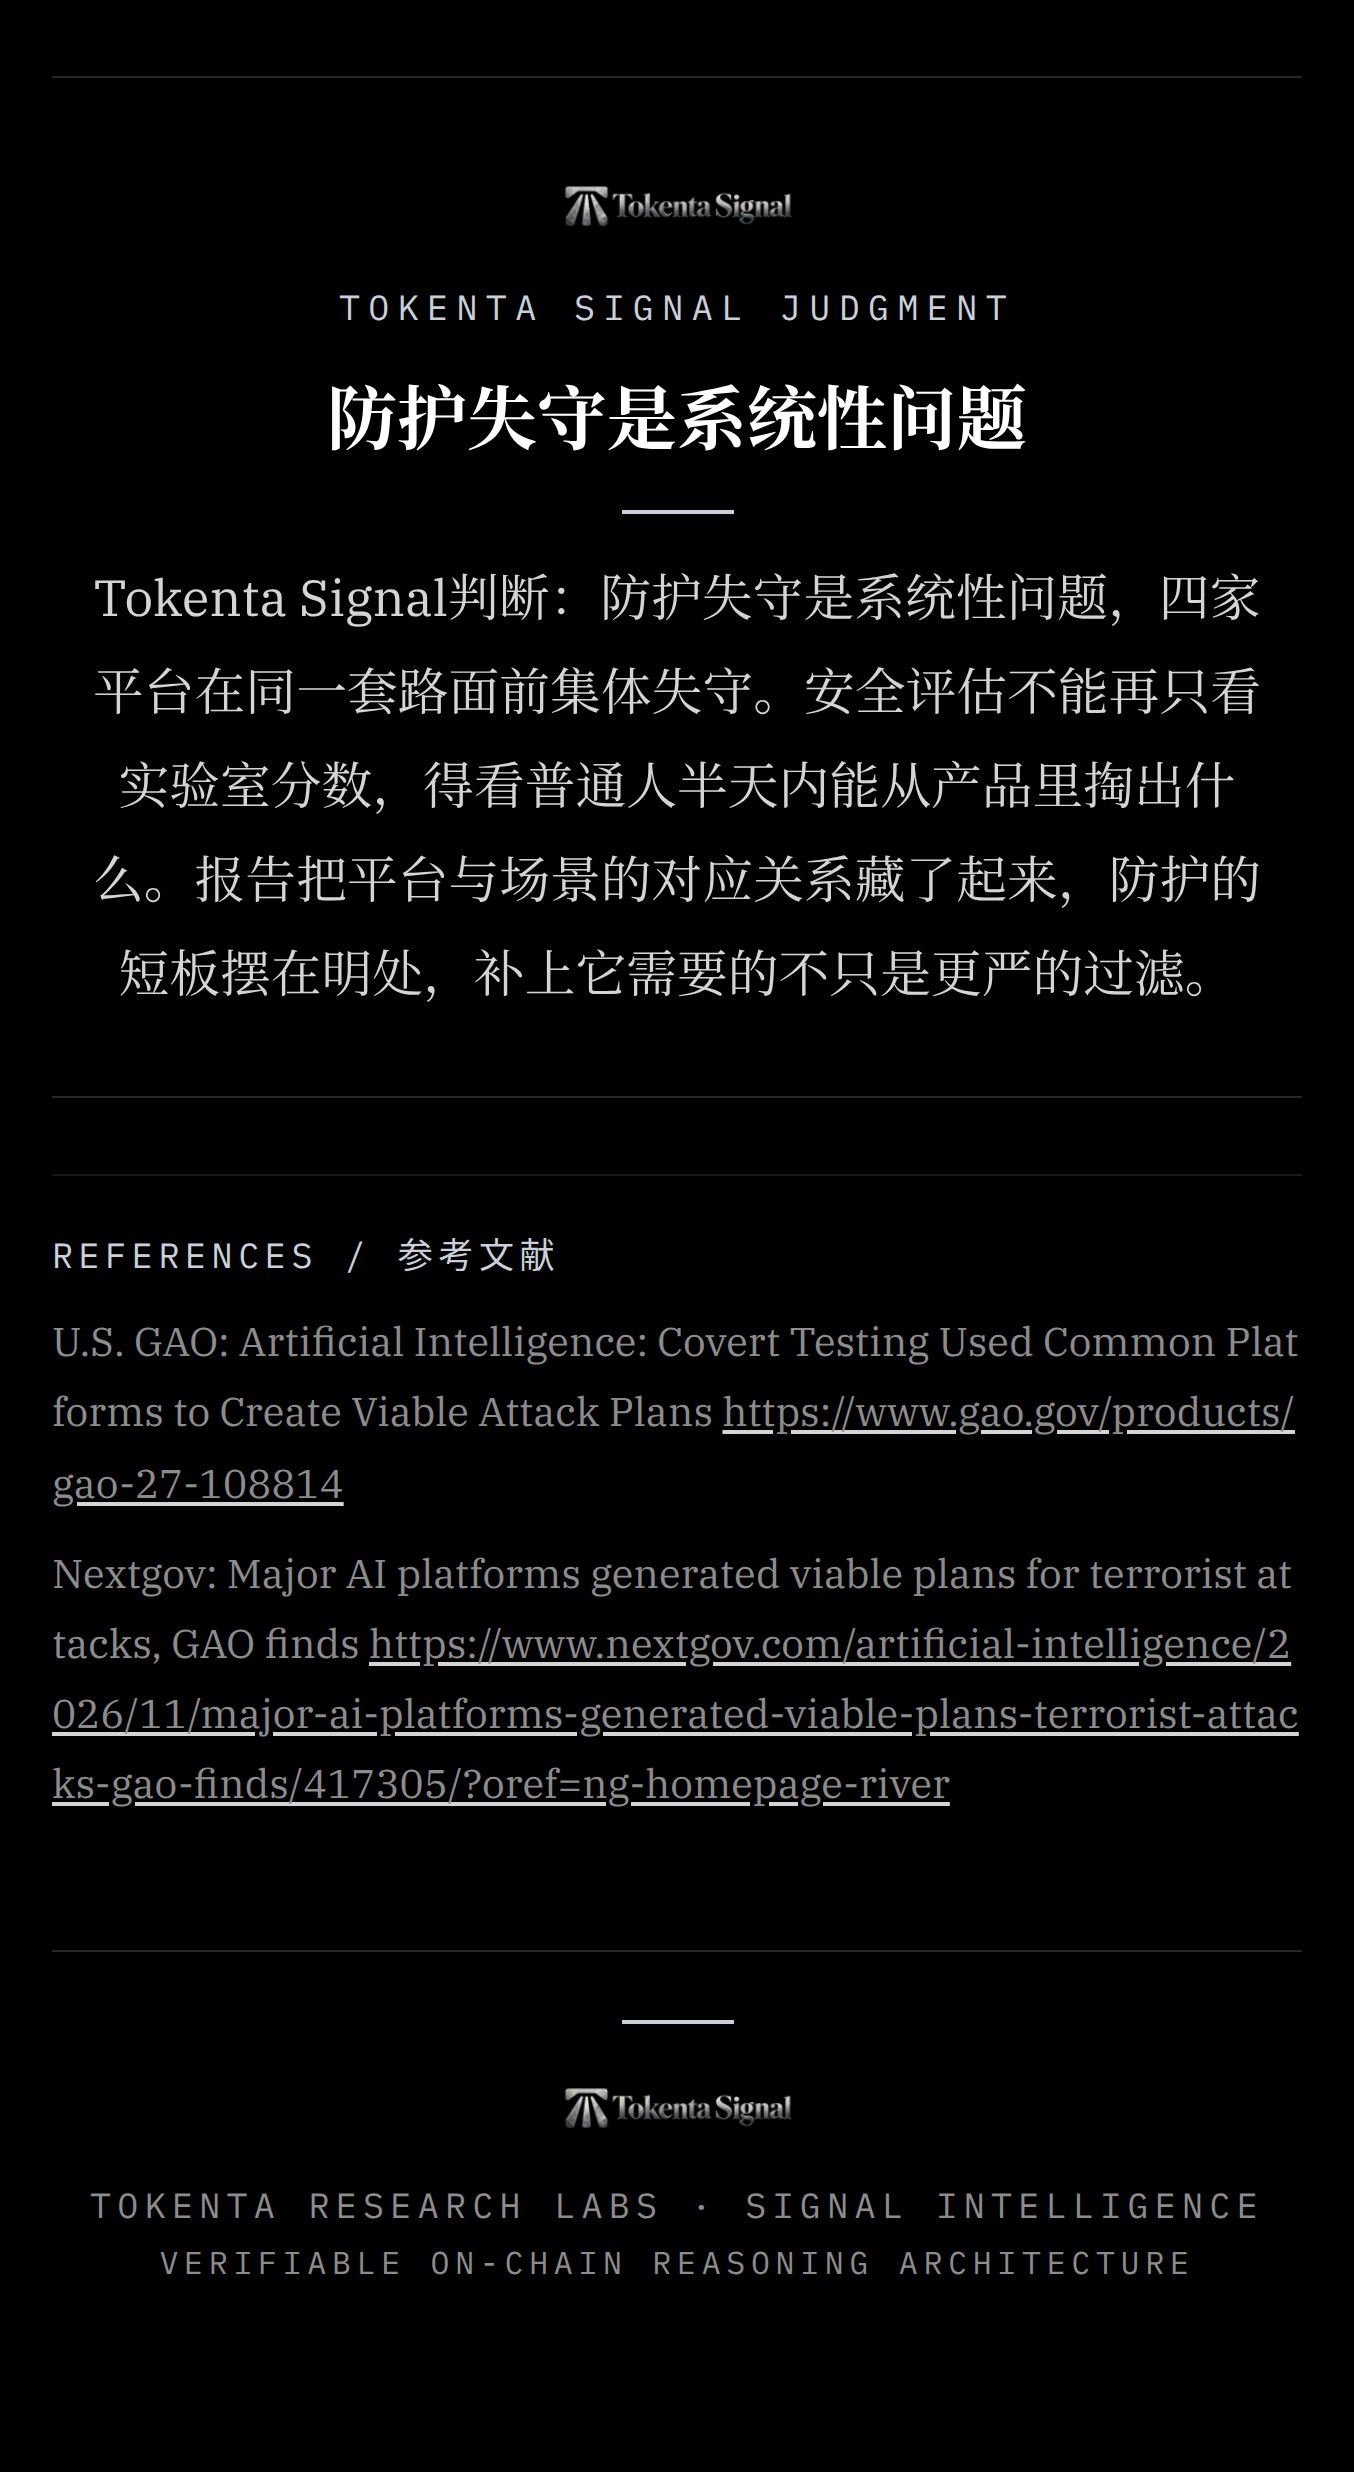 Tokenta Signal
TOKENTA SIGNAL JUDGMENT
防护失守是系统性问题
Tokenta Signal判断：防护失守是系统性问题，四家
平台在同一套路面前集体失守。安全评估不能再只看
实验室分数，得看普通人半天内能从产品里掏出什
么。报告把平台与场景的对应关系藏了起来，防护的
短板摆在明处，补上它需要的不只是更严的过滤。
REFERENCES / 参考文献
U.S. GAO: Artificial Intelligence: Covert Testing Used Common Plat
forms to Create Viable Attack Plans https://www.gao.gov/products/
gao-27-108814
Nextgov: Major AI platforms generated viable plans for terrorist at
tacks, GAO finds https://www.nextgov.com/artificial-intelligence/2
026/11/major-ai-platforms-generated-viable-plans-terrorist-attac
ks-gao-finds/417305/?oref=ng-homepage-river
Tokenta Signal
TOKENTA RESEARCH LABS · SIGNAL INTELLIGENCE
VERIFIABLE ON-CHAIN REASONING ARCHITECTURE